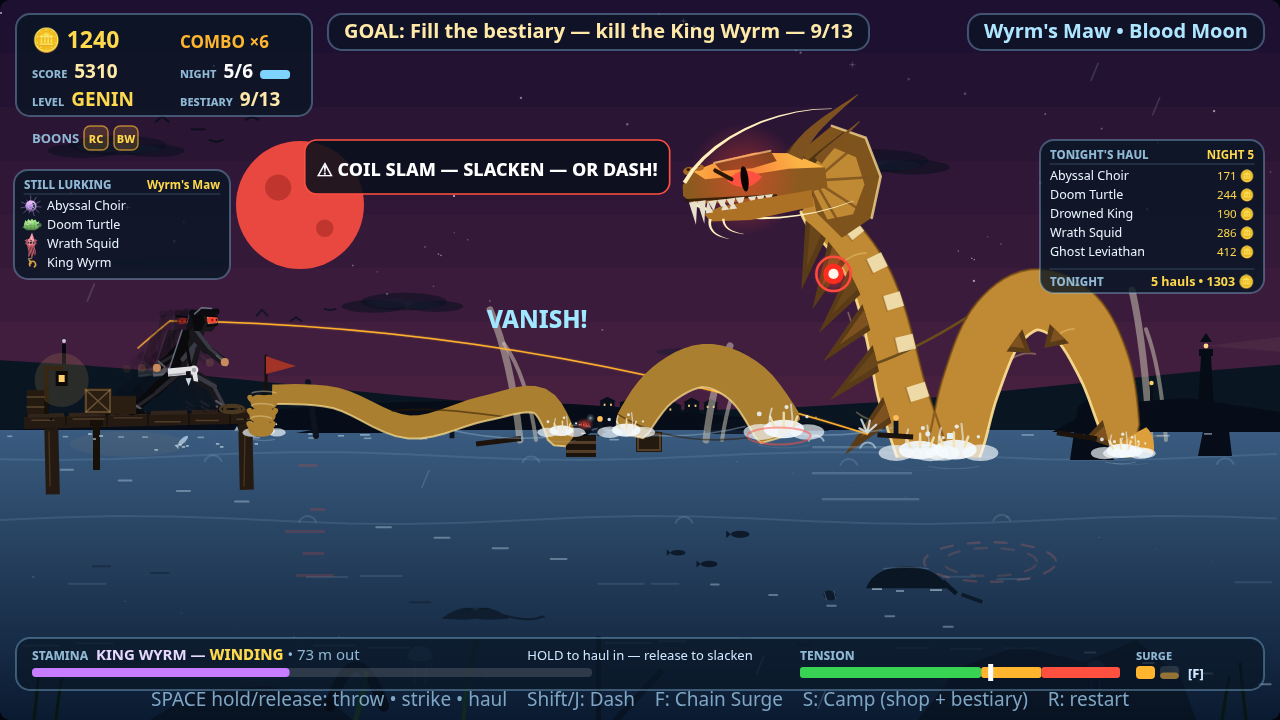 🪙 1240 COMBO ×6
SCORE 5310 NIGHT 5/6
LEVEL GENIN BESTIARY 9/13
BOONS RC BW
GOAL: Fill the bestiary — kill the King Wyrm — 9/13
Wyrm's Maw • Blood Moon
STILL LURKING Wyrm's Maw
Abyssal Choir
Doom Turtle
Wrath Squid
King Wyrm
⚠ COIL SLAM — SLACKEN — OR DASH!
TONIGHT'S HAUL NIGHT 5
Abyssal Choir 171 🪙
Doom Turtle 244 🪙
Drowned King 190 🪙
Wrath Squid 286 🪙
Ghost Leviathan 412 🪙
TONIGHT 5 hauls • 1303 🪙
VANISH!
STAMINA KING WYRM — WINDING • 73 m out
HOLD to haul in — release to slacken
TENSION
SURGE
[F]
SPACE hold/release: throw • strike • haul Shift/J: Dash F: Chain Surge S: Camp (shop + bestiary) R: restart